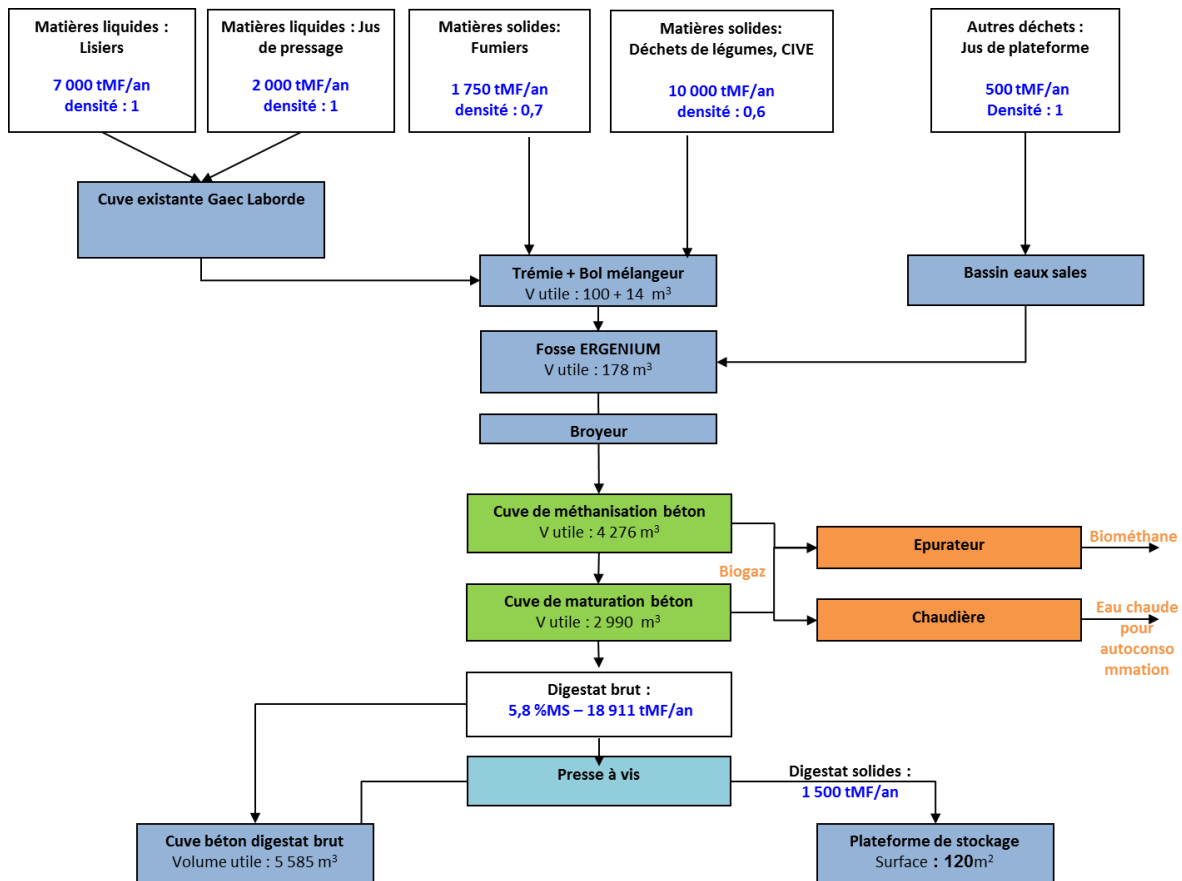 Matières liquides :
Lisiers
7 000 tMF/an
densité : 1
Matières liquides : Jus
de pressage
2 000 tMF/an
densité : 1
Matières solides:
Fumiers
1 750 tMF/an
densité : 0,7
Matières solides:
Déchets de légumes, CIVE
10 000 tMF/an
densité : 0,6
Autres déchets :
Jus de plateforme
500 tMF/an
Densité : 1
Cuve existante Gaec Laborde
Trémie + Bol mélangeur
V utile : 100 + 14 m³
Bassin eaux sales
Fosse ERGENIUM
V utile : 178 m³
Broyeur
Cuve de méthanisation béton
V utile : 4 276 m³
Epurateur
Biométhane
Biogaz
Cuve de maturation béton
V utile : 2 990 m³
Chaudière
Eau chaude
pour
autoconso
mmation
Digestat brut :
5,8 %MS – 18 911 tMF/an
Presse à vis
Digestat solides :
1 500 tMF/an
Cuve béton digestat brut
Volume utile : 5 585 m³
Plateforme de stockage
Surface : 120m²